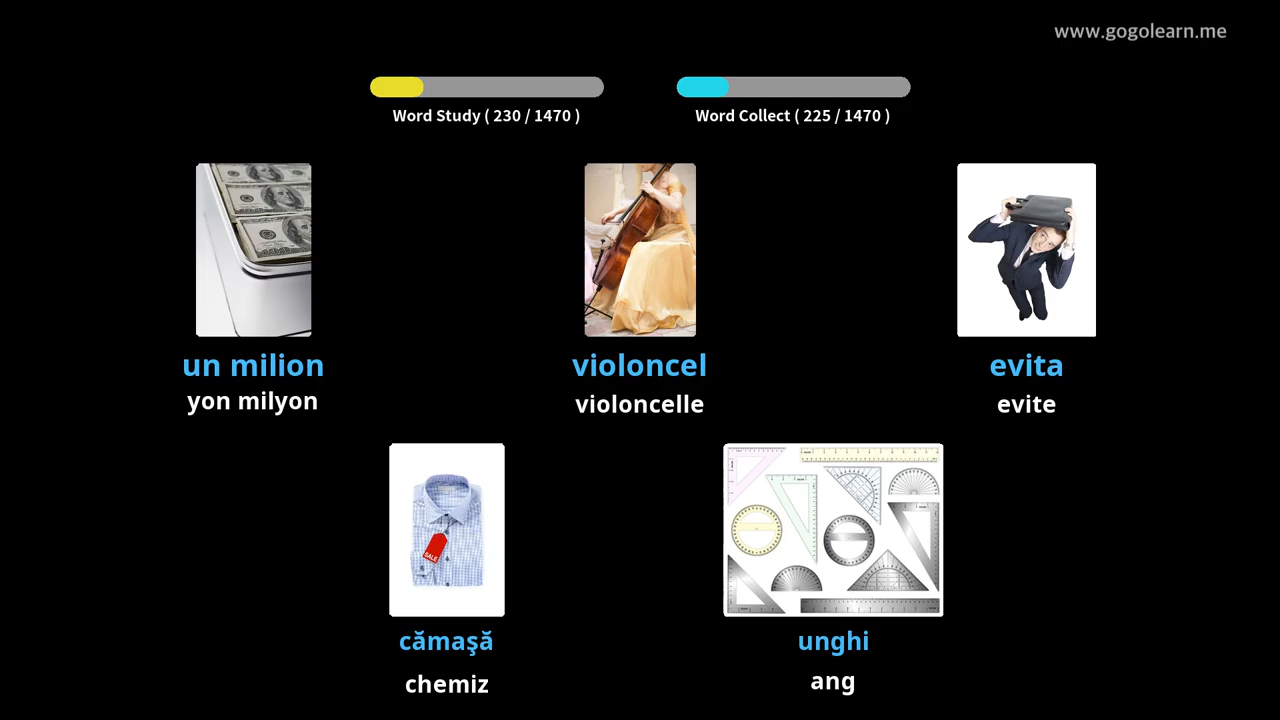 www.gogolearn.me
Word Study ( 230 / 1470 )
Word Collect ( 225 / 1470 )
un milion
yon milyon
violoncel
violoncelle
evita
evite
SALE
cămaşă
chemiz
unghi
ang